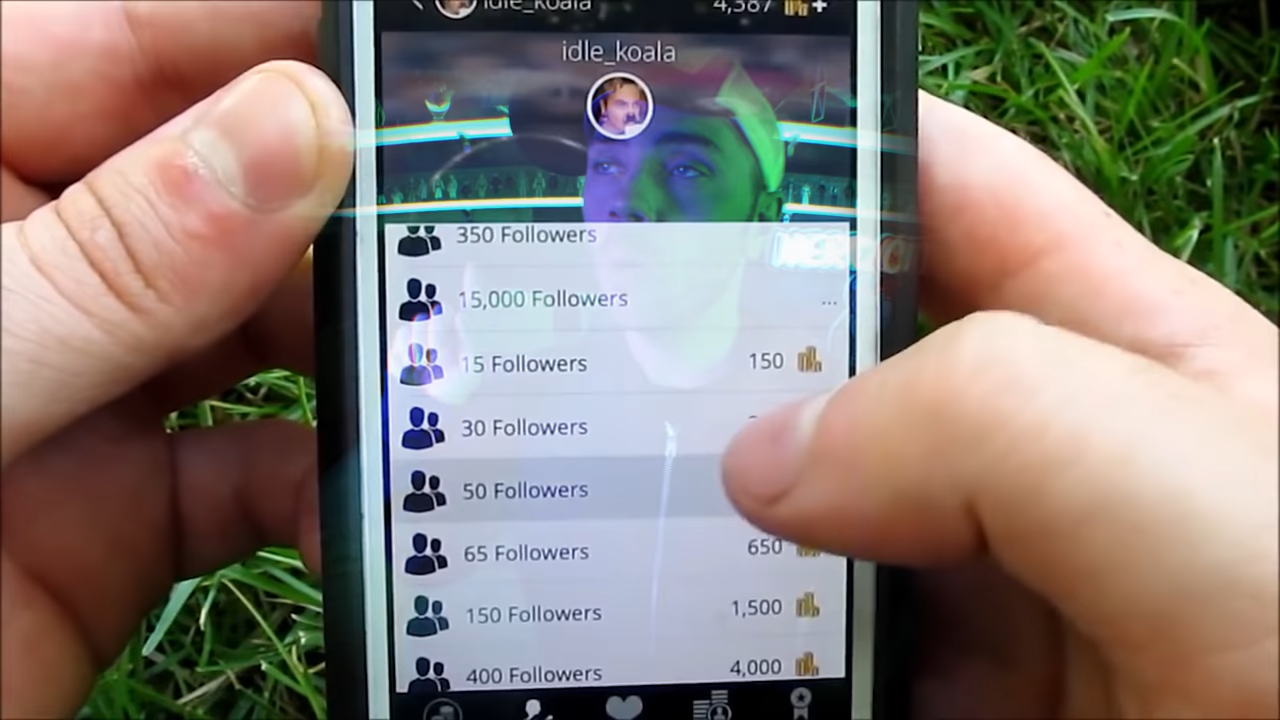 idle_koala 4,387
idle_koala
350 Followers
15,000 Followers ...
15 Followers 150
30 Followers
50 Followers
65 Followers 650
150 Followers 1,500
400 Followers 4,000